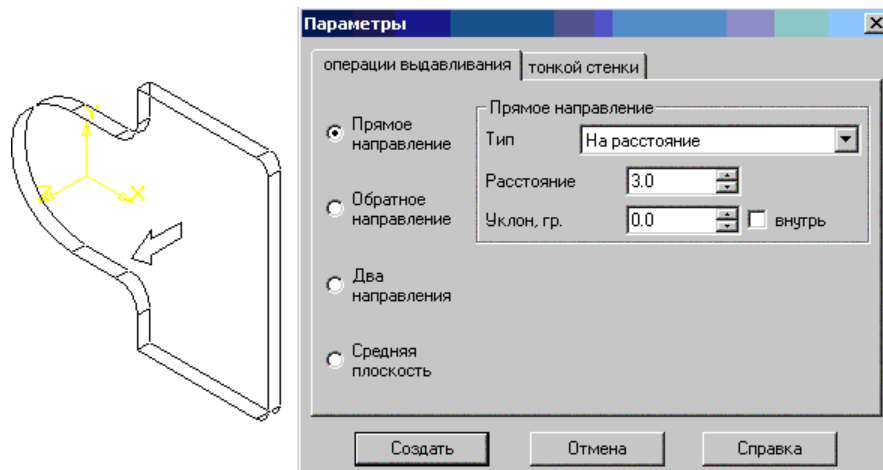 Параметры
операции выдавливания
тонкой стенки
Прямое
направление
Обратное
направление
Два
направления
Средняя
плоскость
Прямое направление
Тип
На расстояние
Расстояние
3.0
Уклон, гр.
0.0
внутрь
Создать
Отмена
Справка
Y
Z
X